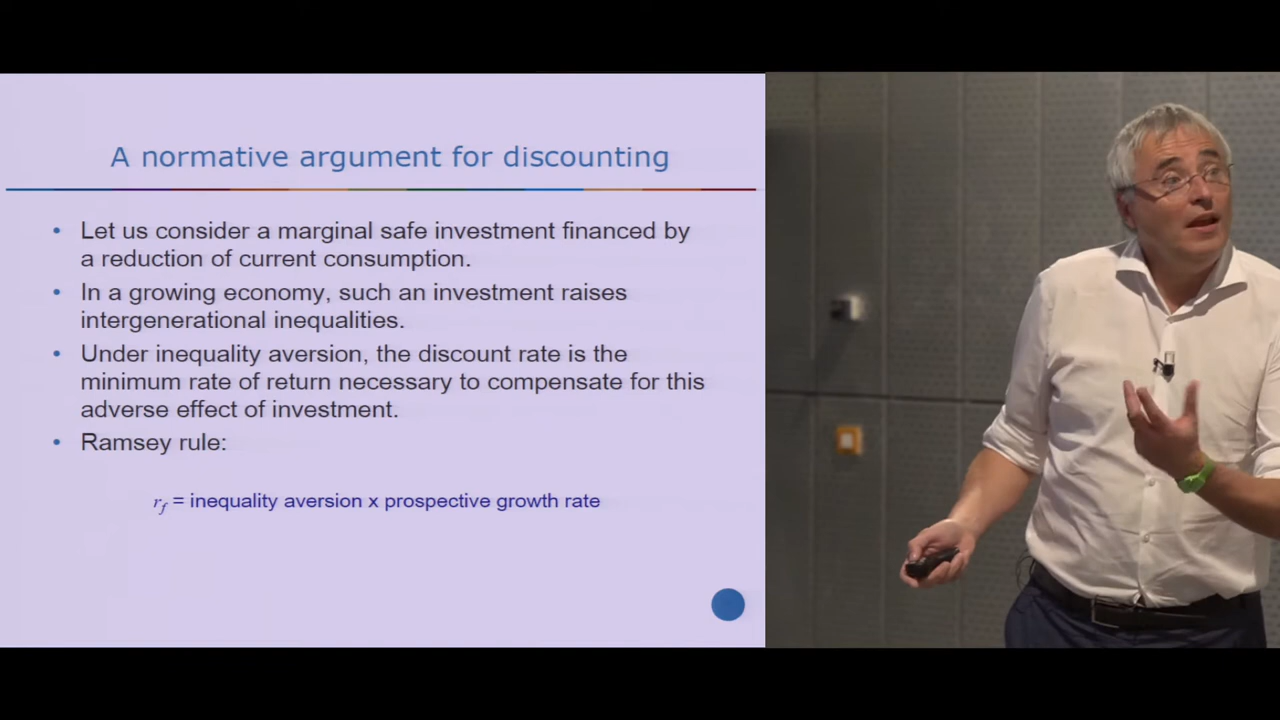 A normative argument for discounting
• Let us consider a marginal safe investment financed by
a reduction of current consumption.
• In a growing economy, such an investment raises
intergenerational inequalities.
• Under inequality aversion, the discount rate is the
minimum rate of return necessary to compensate for this
adverse effect of investment.
• Ramsey rule:
r_f = inequality aversion x prospective growth rate